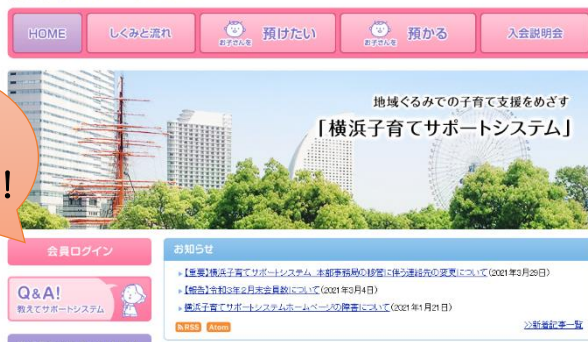 HOME
しくみと流れ
お子さんを 預けたい
お子さんを 預かる
入会説明会
地域ぐるみでの子育て支援をめざす
「横浜子育てサポートシステム」
!
会員ログイン
お知らせ
【重要】横浜子育てサポートシステム 本部事務局の移管に伴う連絡先の変更について(2021年3月29日)
【報告】令和3年2月末会員数について(2021年3月4日)
横浜子育てサポートシステムホームページの障害について(2021年1月21日)
Q&A!
教えてサポートシステム
RSS Atom
>>新着記事一覧